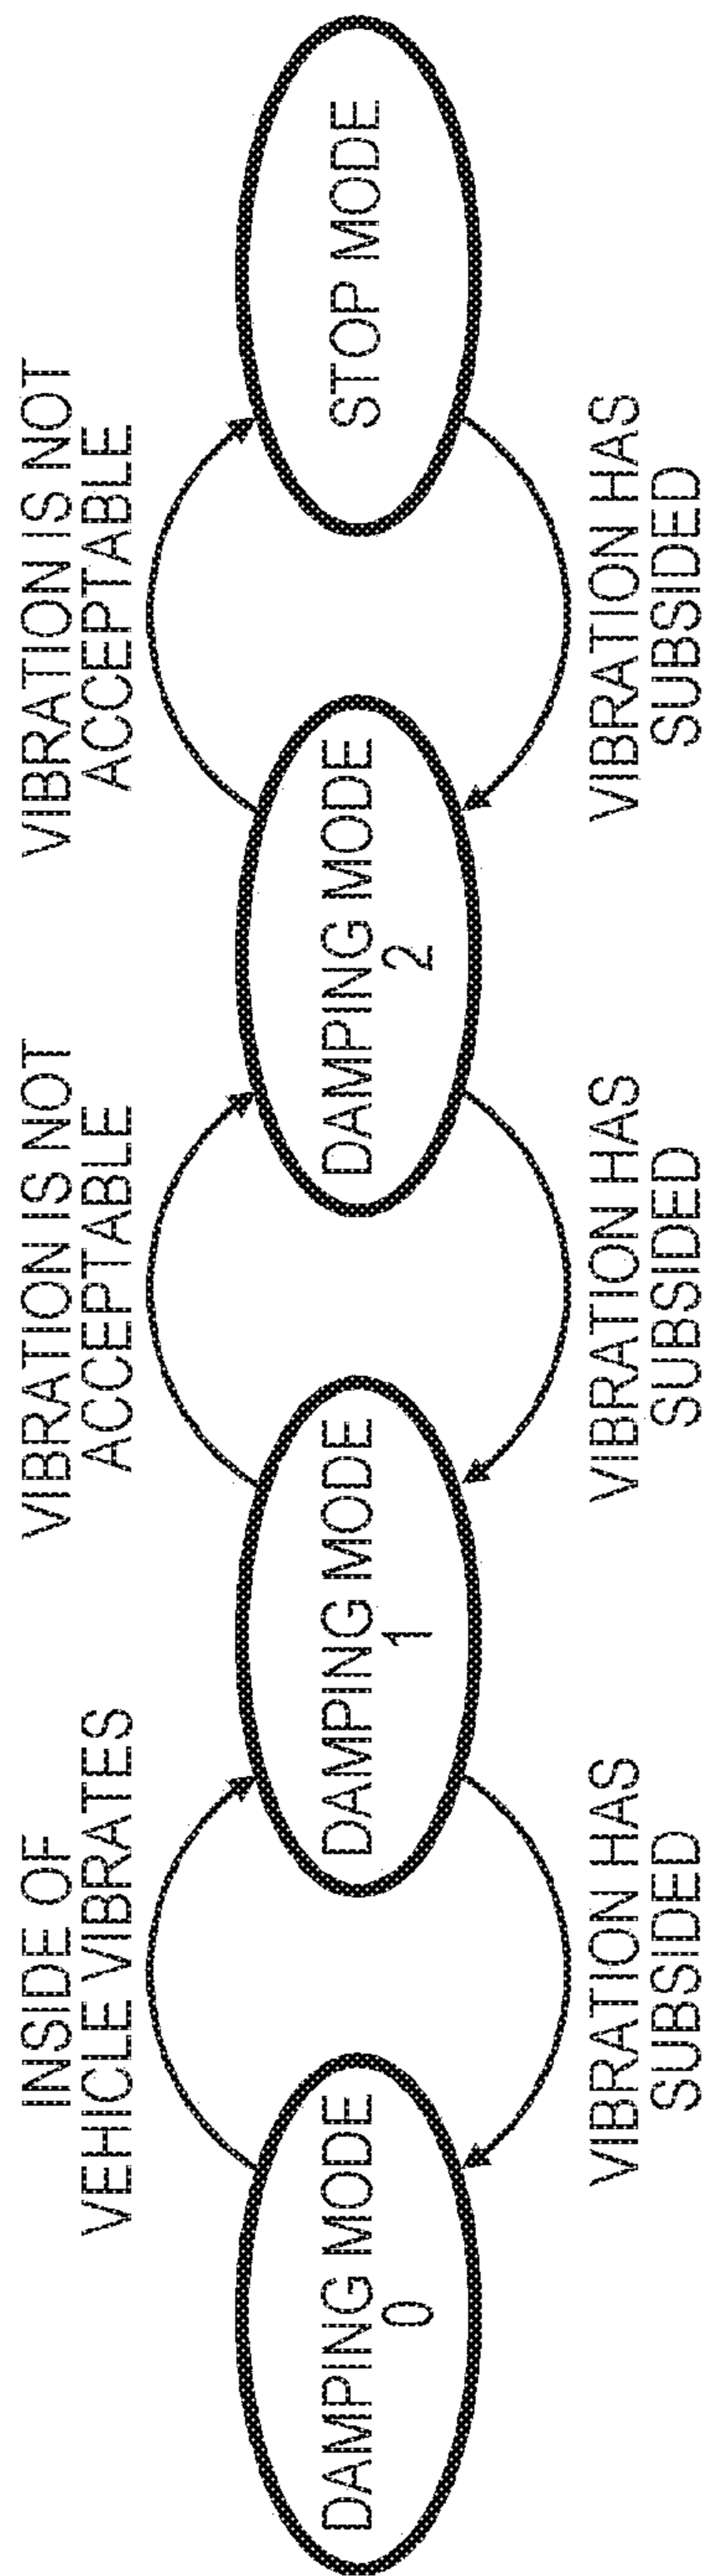 INSIDE OF
VEHICLE VIBRATES
VIBRATION IS NOT
ACCEPTABLE
VIBRATION IS NOT
ACCEPTABLE
DAMPING MODE
0
DAMPING MODE
1
DAMPING MODE
2
STOP MODE
VIBRATION HAS
SUBSIDED
VIBRATION HAS
SUBSIDED
VIBRATION HAS
SUBSIDED